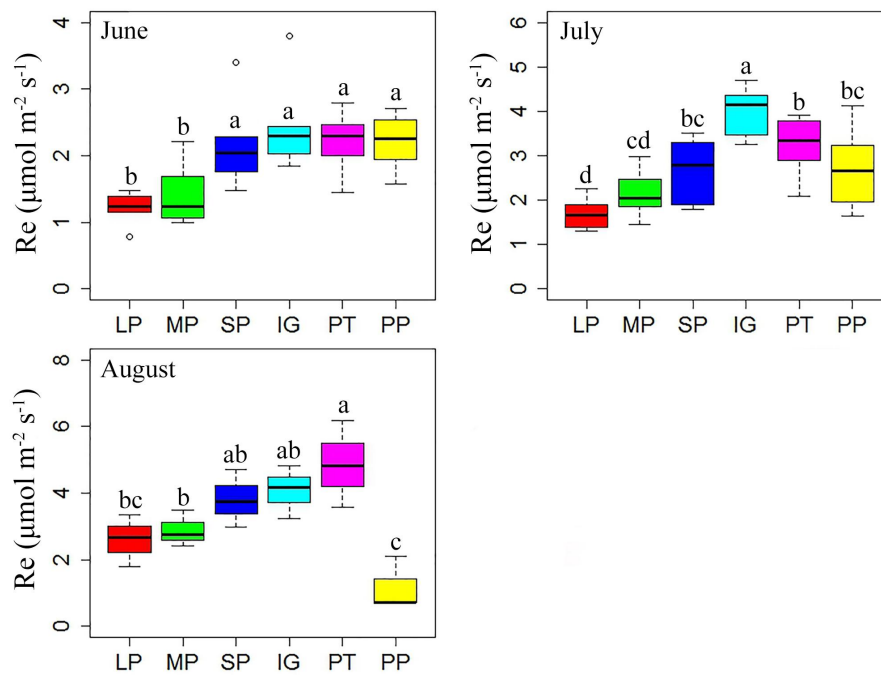 June
Re (μmol m⁻² s⁻¹)
4
3
2
1
0
b b a a a a
LP MP SP IG PT PP
July
Re (μmol m⁻² s⁻¹)
6
5
4
3
2
1
0
d cd bc a b bc
LP MP SP IG PT PP
August
Re (μmol m⁻² s⁻¹)
8
6
4
2
0
bc b ab ab a c
LP MP SP IG PT PP